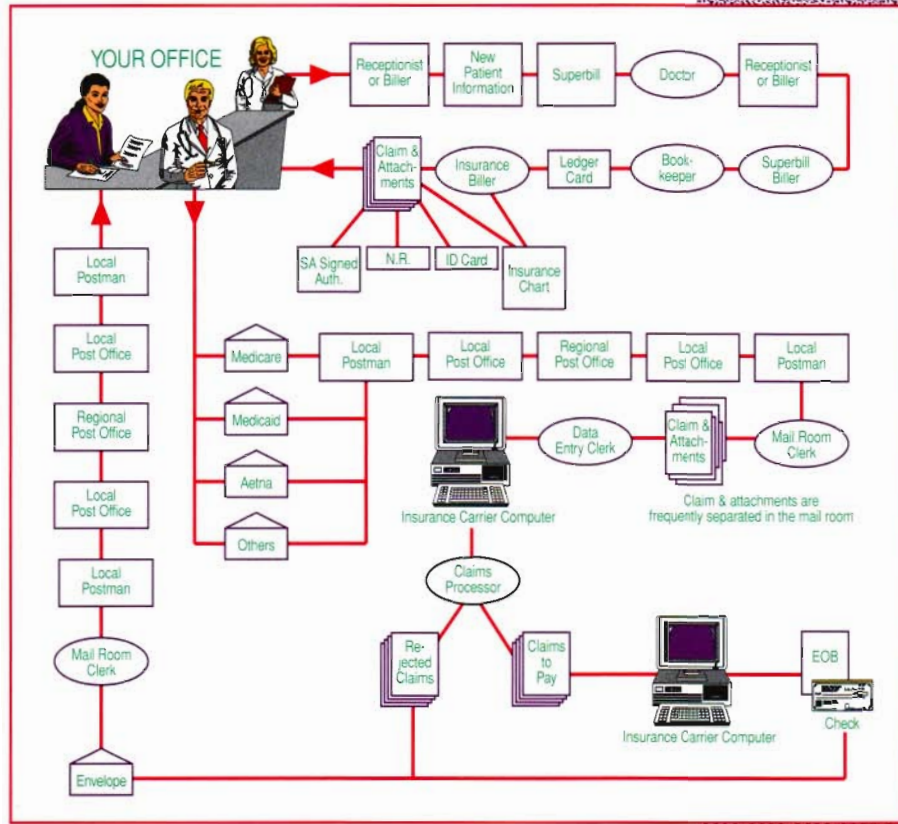 YOUR OFFICE
Receptionist
or Biller
New
Patient
Information
Superbill
Doctor
Receptionist
or Biller
Claim &
Attach-
ments
Insurance
Biller
Ledger
Card
Book-
keeper
Superbill
Biller
SA Signed
Auth.
N.R.
ID Card
Insurance
Chart
Local
Postman
Local
Post Office
Regional
Post Office
Local
Post Office
Local
Postman
Mail Room
Clerk
Envelope
Medicare
Medicaid
Aetna
Others
Local
Postman
Local
Post Office
Regional
Post Office
Local
Post Office
Local
Postman
Insurance Carrier Computer
Data
Entry Clerk
Claim &
Attach-
ments
Mail Room
Clerk
Claim & attachments are
frequently separated in the mail room
Claims
Processor
Re-
jected
Claims
Claims
to
Pay
Insurance Carrier Computer
EOB
Check